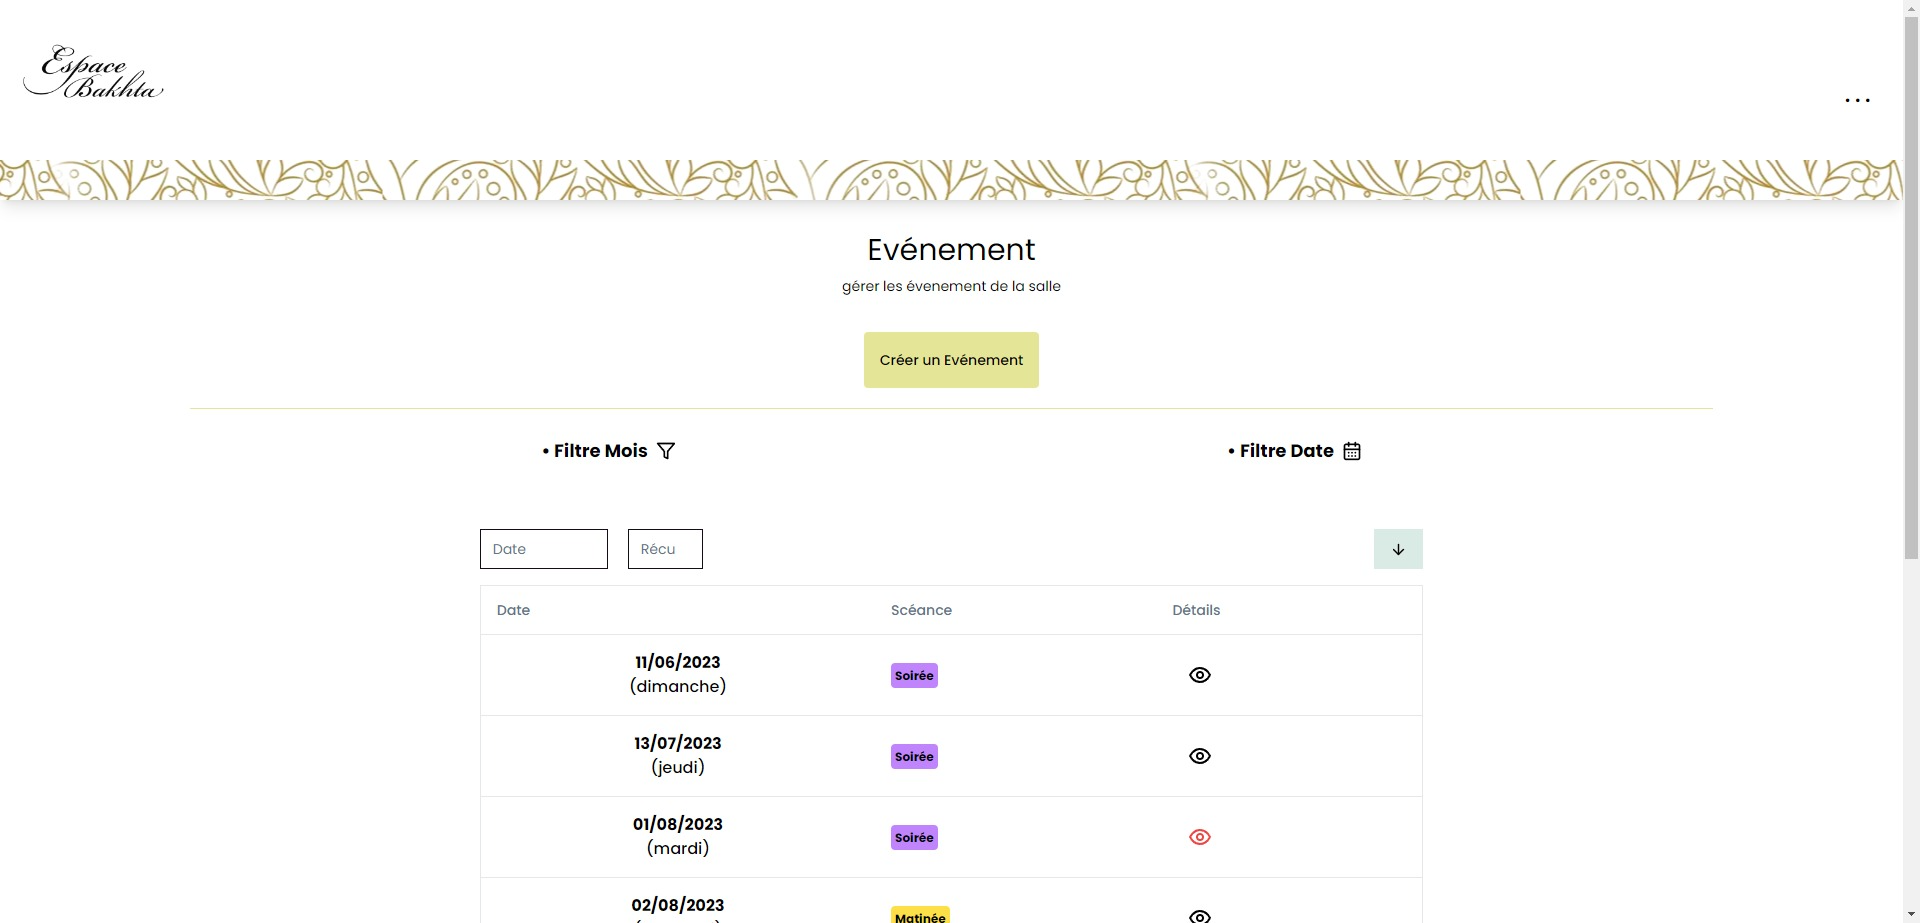 Espace
Bakhta
Evénement
gérer les évenement de la salle
Créer un Evénement
• Filtre Mois
• Filtre Date
Date
Récu
Date Scéance Détails
11/06/2023
(dimanche)
Soirée
13/07/2023
(jeudi)
Soirée
01/08/2023
(mardi)
Soirée
02/08/2023
Matinée